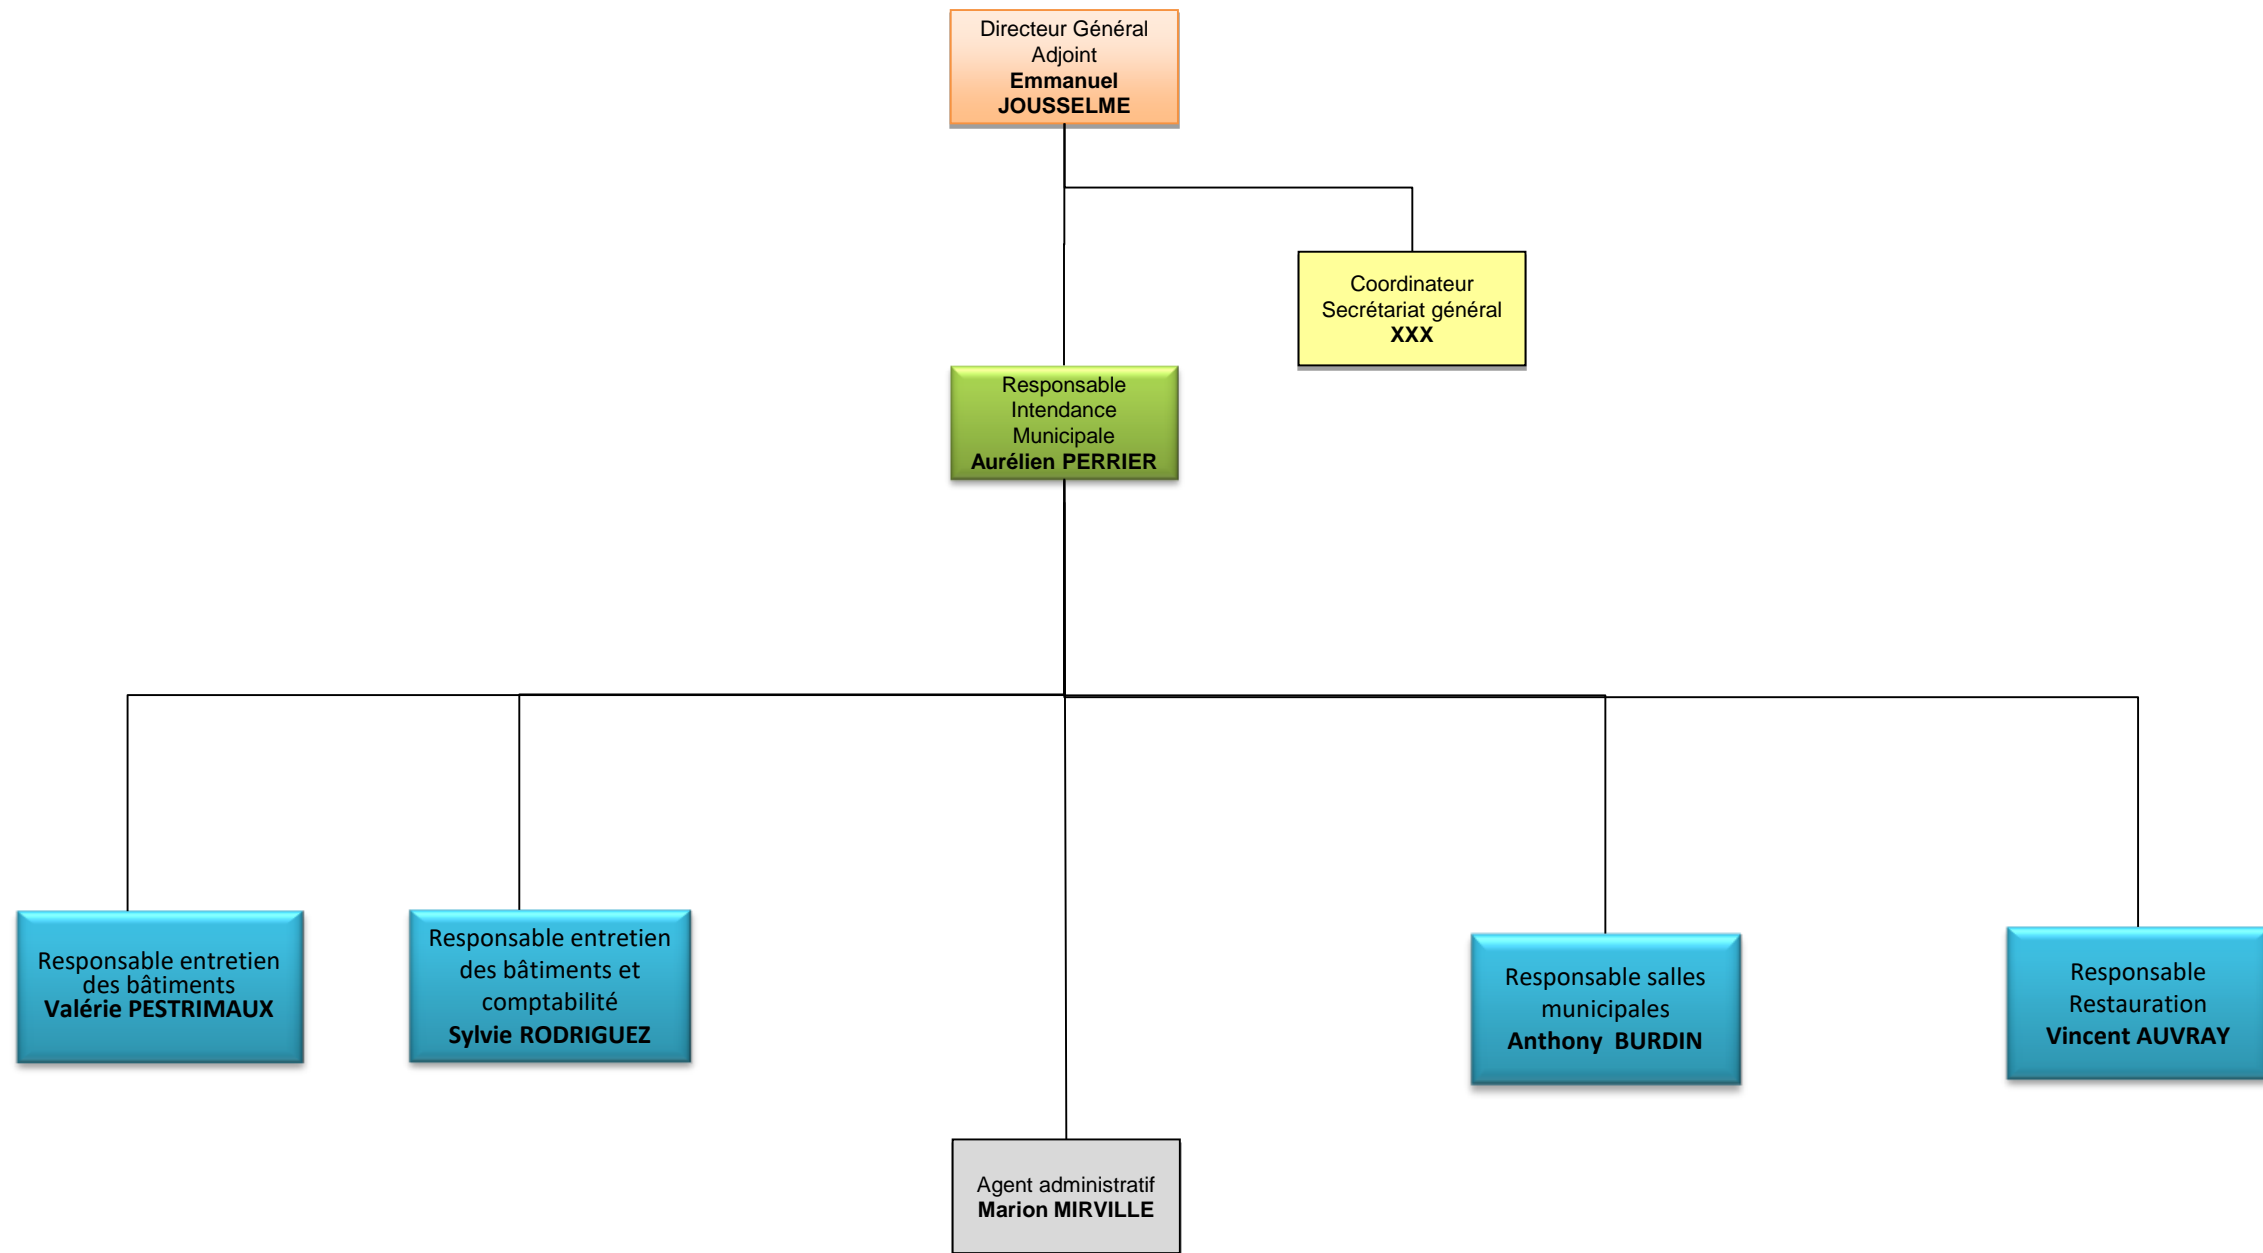 Directeur Général
Adjoint
Emmanuel
JOUSSELME
Coordinateur
Secrétariat général
XXX
Responsable
Intendance
Municipale
Aurélien PERRIER
Responsable entretien
des bâtiments
Valérie PESTRIMAUX
Responsable entretien
des bâtiments et
comptabilité
Sylvie RODRIGUEZ
Responsable salles
municipales
Anthony  BURDIN
Responsable
Restauration
Vincent AUVRAY
Agent administratif
Marion MIRVILLE